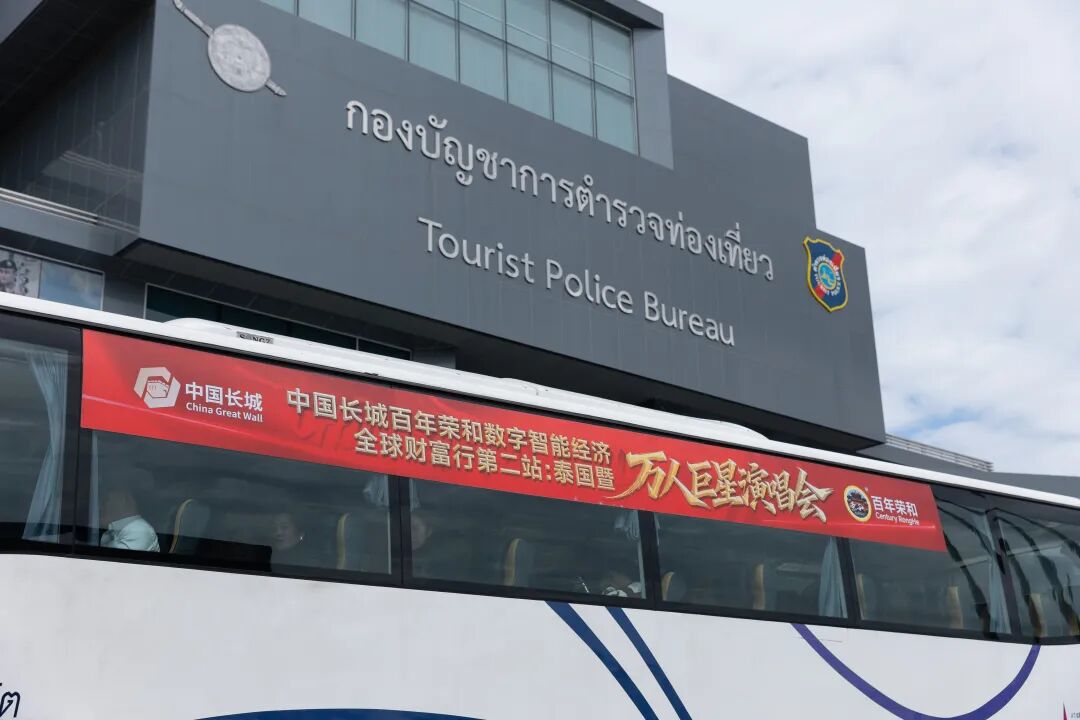 กองบัญชาการตำรวจท่องเที่ยว
Tourist Police Bureau
中国长城
China Great Wall
中国长城百年荣和数字智能经济
全球财富行第二站:泰国暨
万人巨星演唱会
百年荣和
Century RongHe